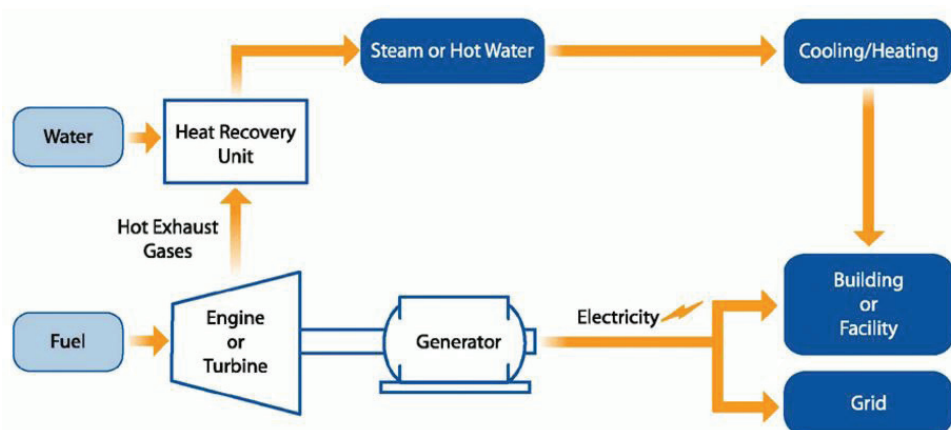 Steam or Hot Water
Cooling/Heating
Water
Heat Recovery
Unit
Hot Exhaust
Gases
Fuel
Engine
or
Turbine
Generator
Electricity
Building
or
Facility
Grid